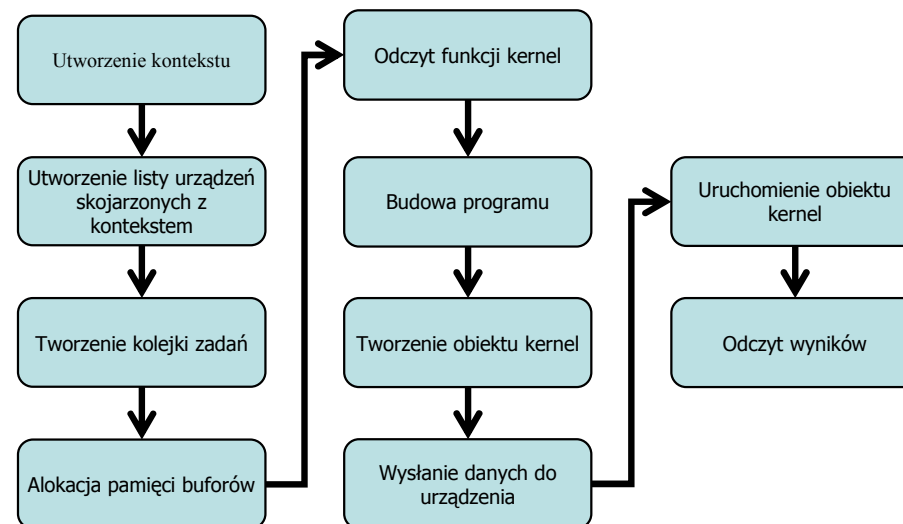 Utworzenie kontekstu
Utworzenie listy urządzeń
skojarzonych z
kontekstem
Tworzenie kolejki zadań
Alokacja pamięci buforów
Odczyt funkcji kernel
Budowa programu
Tworzenie obiektu kernel
Wysłanie danych do
urządzenia
Uruchomienie obiektu
kernel
Odczyt wyników